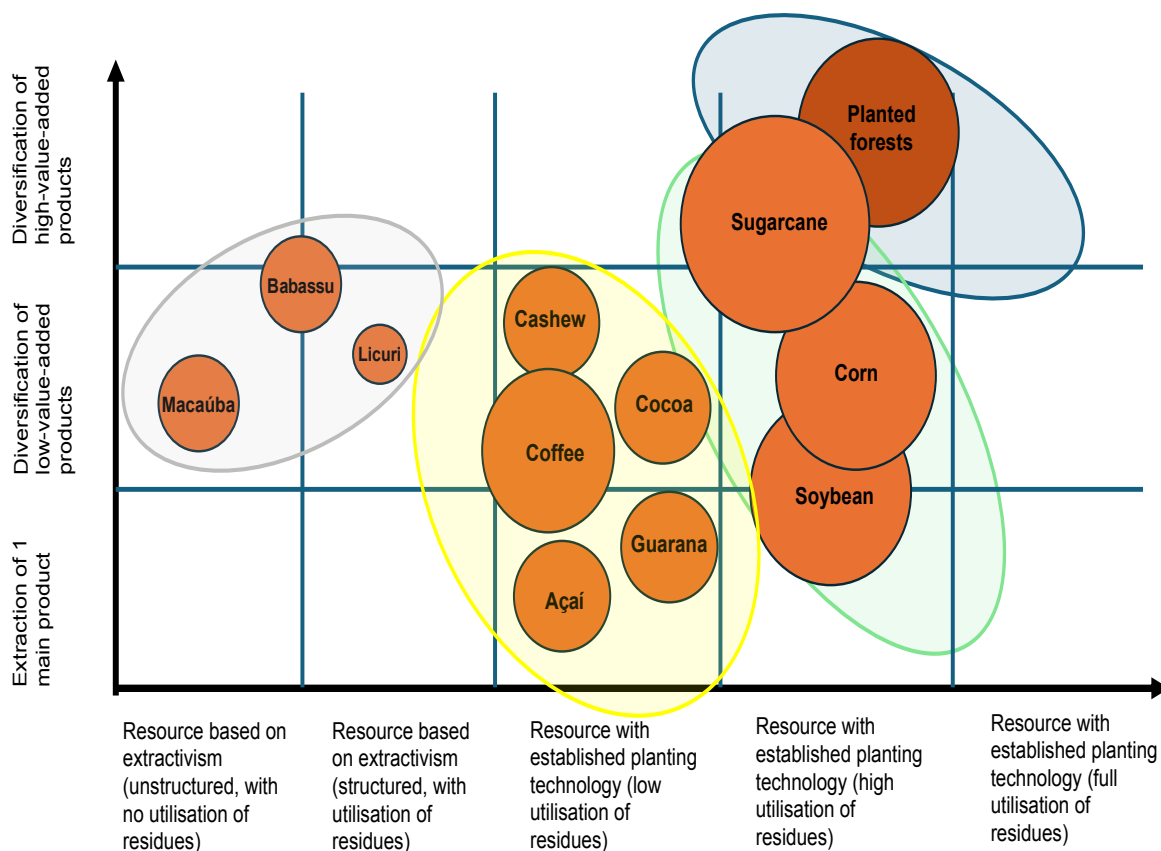 Diversification of
high-value-added
products
Diversification of
low-value-added
products
Extraction of 1
main product
Planted
forests
Sugarcane
Babassu
Cashew
Licuri
Corn
Macaúba
Cocoa
Coffee
Soybean
Guarana
Açaí
Resource based on
extractivism
(unstructured, with
no utilisation of
residues)
Resource based
on extractivism
(structured, with
utilisation of
residues)
Resource with
established planting
technology (low
utilisation of
residues)
Resource with
established planting
technology (high
utilisation of
residues)
Resource with
established planting
technology (full
utilisation of
residues)